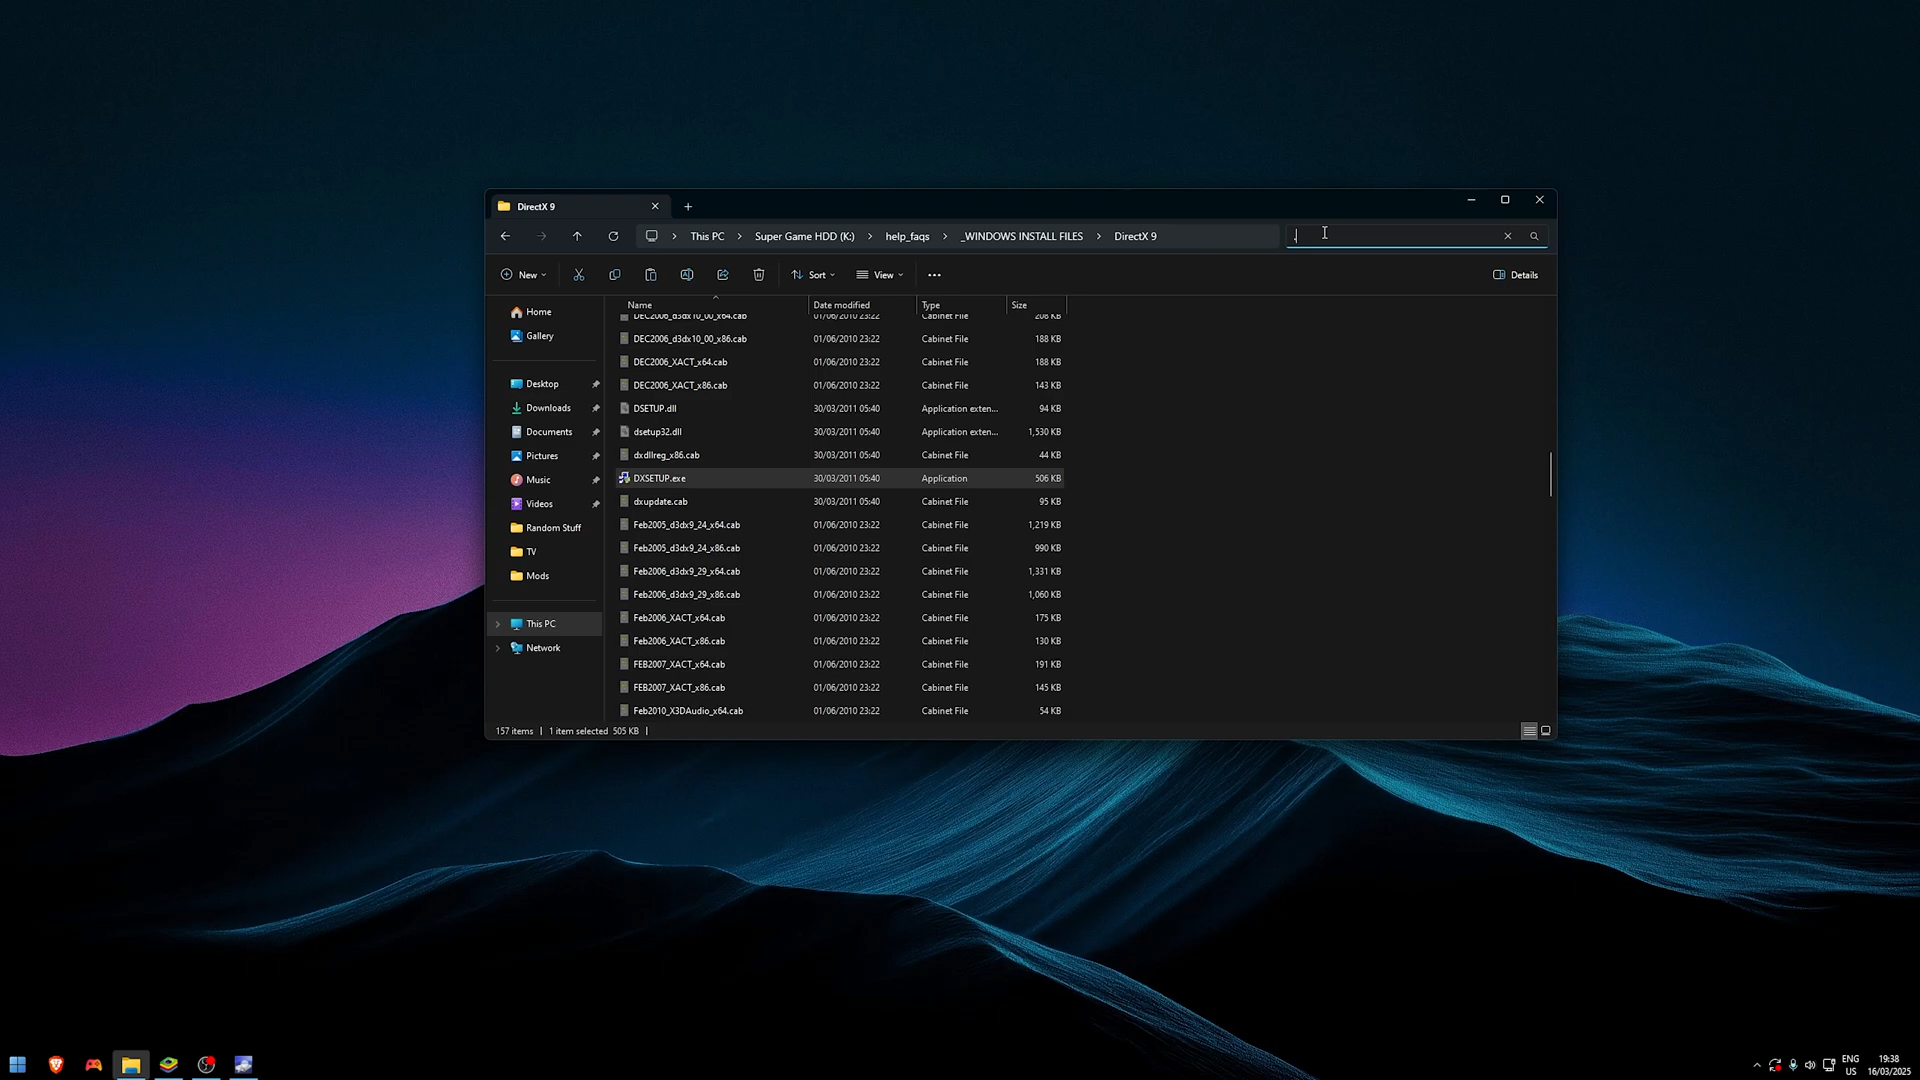 DirectX 9
This PC > Super Game HDD (K:) > help_faqs > _WINDOWS INSTALL FILES > DirectX 9
.
New
Sort
View
Details
Name Date modified Type Size
Home
Gallery
Desktop
Downloads
Documents
Pictures
Music
Videos
Random Stuff
TV
Mods
This PC
Network
DEC2006_d3dx10_00_x64.cab 01/06/2010 23:22 Cabinet File 208 KB
DEC2006_d3dx10_00_x86.cab 01/06/2010 23:22 Cabinet File 188 KB
DEC2006_XACT_x64.cab 01/06/2010 23:22 Cabinet File 188 KB
DEC2006_XACT_x86.cab 01/06/2010 23:22 Cabinet File 143 KB
DSETUP.dll 30/03/2011 05:40 Application exten... 94 KB
dsetup32.dll 30/03/2011 05:40 Application exten... 1,530 KB
dxdllreg_x86.cab 30/03/2011 05:40 Cabinet File 44 KB
DXSETUP.exe 30/03/2011 05:40 Application 506 KB
dxupdate.cab 30/03/2011 05:40 Cabinet File 95 KB
Feb2005_d3dx9_24_x64.cab 01/06/2010 23:22 Cabinet File 1,219 KB
Feb2005_d3dx9_24_x86.cab 01/06/2010 23:22 Cabinet File 990 KB
Feb2006_d3dx9_29_x64.cab 01/06/2010 23:22 Cabinet File 1,331 KB
Feb2006_d3dx9_29_x86.cab 01/06/2010 23:22 Cabinet File 1,060 KB
Feb2006_XACT_x64.cab 01/06/2010 23:22 Cabinet File 175 KB
Feb2006_XACT_x86.cab 01/06/2010 23:22 Cabinet File 130 KB
FEB2007_XACT_x64.cab 01/06/2010 23:22 Cabinet File 191 KB
FEB2007_XACT_x86.cab 01/06/2010 23:22 Cabinet File 145 KB
Feb2010_X3DAudio_x64.cab 01/06/2010 23:22 Cabinet File 54 KB
157 items | 1 item selected 505 KB |
ENG 19:38
US 16/03/2025